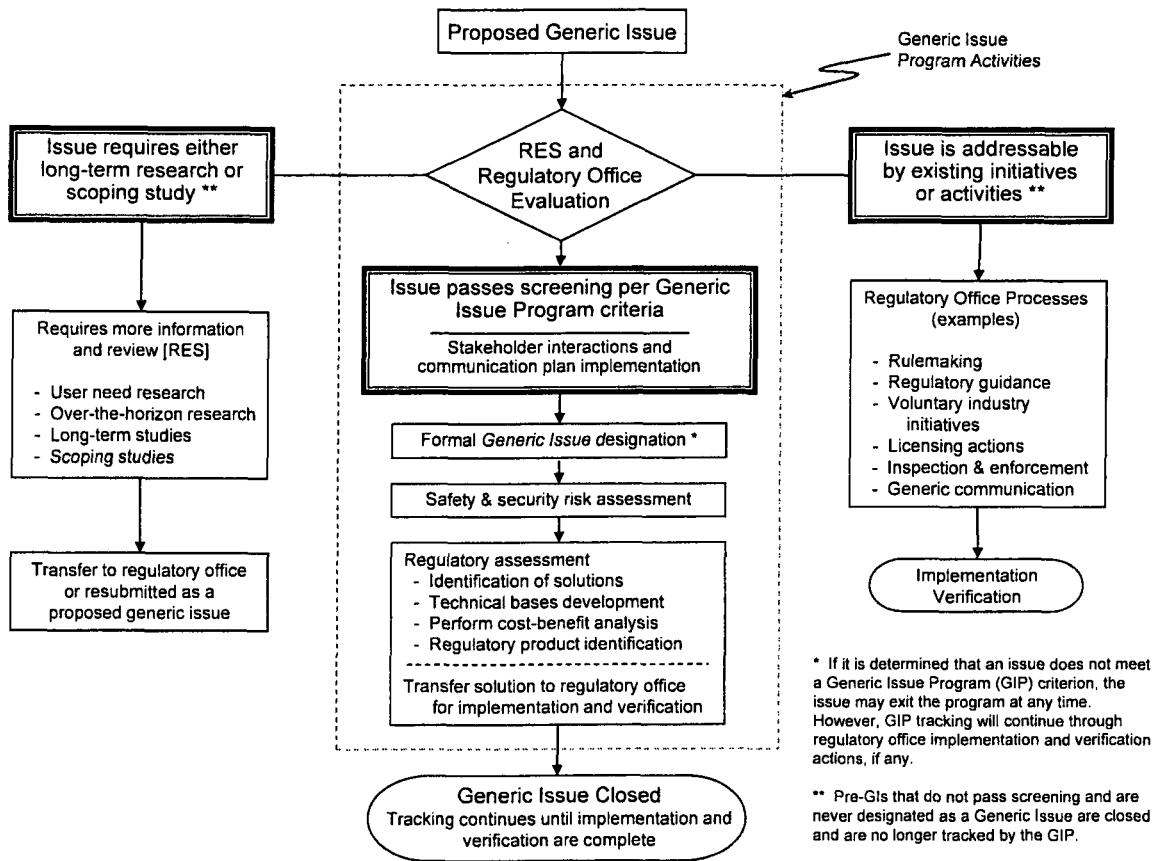 Proposed Generic Issue
Generic Issue
Program Activities
Issue requires either
long-term research or
scoping study **
RES and
Regulatory Office
Evaluation
Issue is addressable
by existing initiatives
or activities **
Issue passes screening per Generic
Issue Program criteria
Stakeholder interactions and
communication plan implementation
Requires more information
and review [RES]
- User need research
- Over-the-horizon research
- Long-term studies
- Scoping studies
Regulatory Office Processes
(examples)
- Rulemaking
- Regulatory guidance
- Voluntary industry
initiatives
- Licensing actions
- Inspection & enforcement
- Generic communication
Formal Generic Issue designation *
Safety & security risk assessment
Regulatory assessment
- Identification of solutions
- Technical bases development
- Perform cost-benefit analysis
- Regulatory product identification
Transfer solution to regulatory office
for implementation and verification
Transfer to regulatory office
or resubmitted as a
proposed generic issue
Implementation
Verification
Generic Issue Closed
Tracking continues until implementation and
verification are complete
* If it is determined that an issue does not meet
a Generic Issue Program (GIP) criterion, the
issue may exit the program at any time.
However, GIP tracking will continue through
regulatory office implementation and verification
actions, if any.
** Pre-GIs that do not pass screening and are
never designated as a Generic Issue are closed
and are no longer tracked by the GIP.